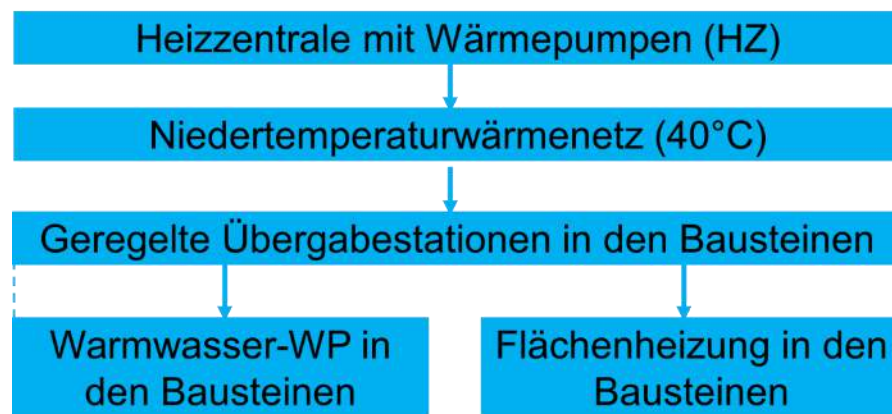 Heizzentrale mit Wärmepumpen (HZ)
Niedertemperaturwärmenetz (40°C)
Geregelte Übergabestationen in den Bausteinen
Warmwasser-WP in
den Bausteinen
Flächenheizung in den
Bausteinen